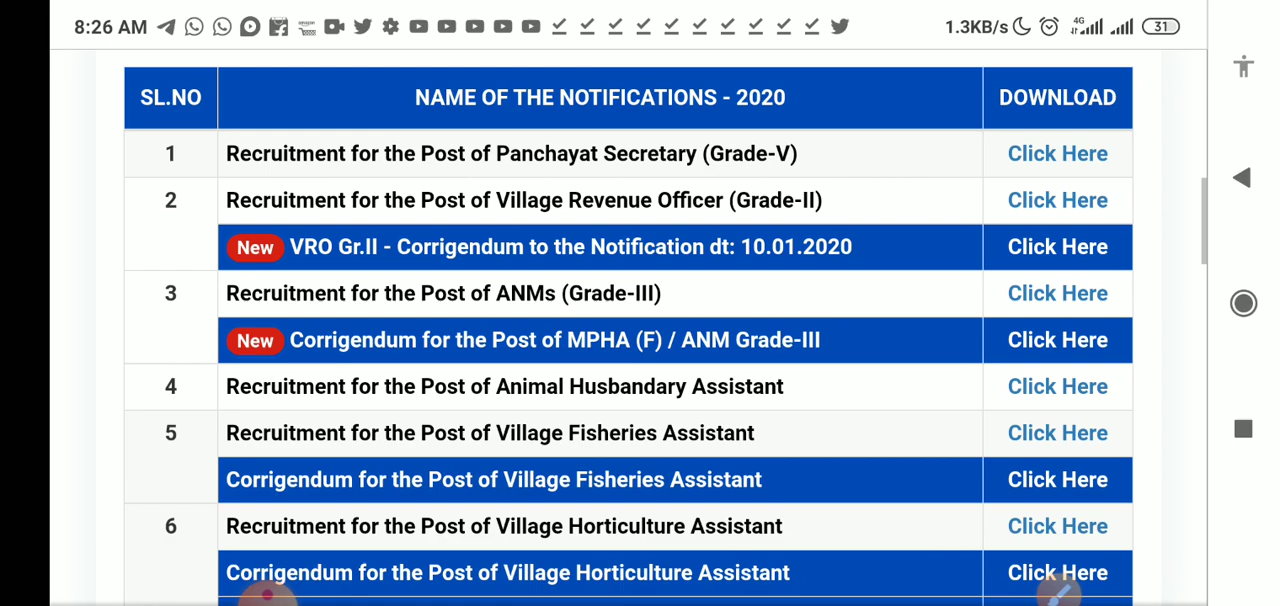 8:26 AM 1.3KB/s 4G 31
SL.NO NAME OF THE NOTIFICATIONS - 2020 DOWNLOAD
1 Recruitment for the Post of Panchayat Secretary (Grade-V) Click Here
2 Recruitment for the Post of Village Revenue Officer (Grade-II) Click Here
New VRO Gr.II - Corrigendum to the Notification dt: 10.01.2020 Click Here
3 Recruitment for the Post of ANMs (Grade-III) Click Here
New Corrigendum for the Post of MPHA (F) / ANM Grade-III Click Here
4 Recruitment for the Post of Animal Husbandary Assistant Click Here
5 Recruitment for the Post of Village Fisheries Assistant Click Here
Corrigendum for the Post of Village Fisheries Assistant Click Here
6 Recruitment for the Post of Village Horticulture Assistant Click Here
Corrigendum for the Post of Village Horticulture Assistant Click Here